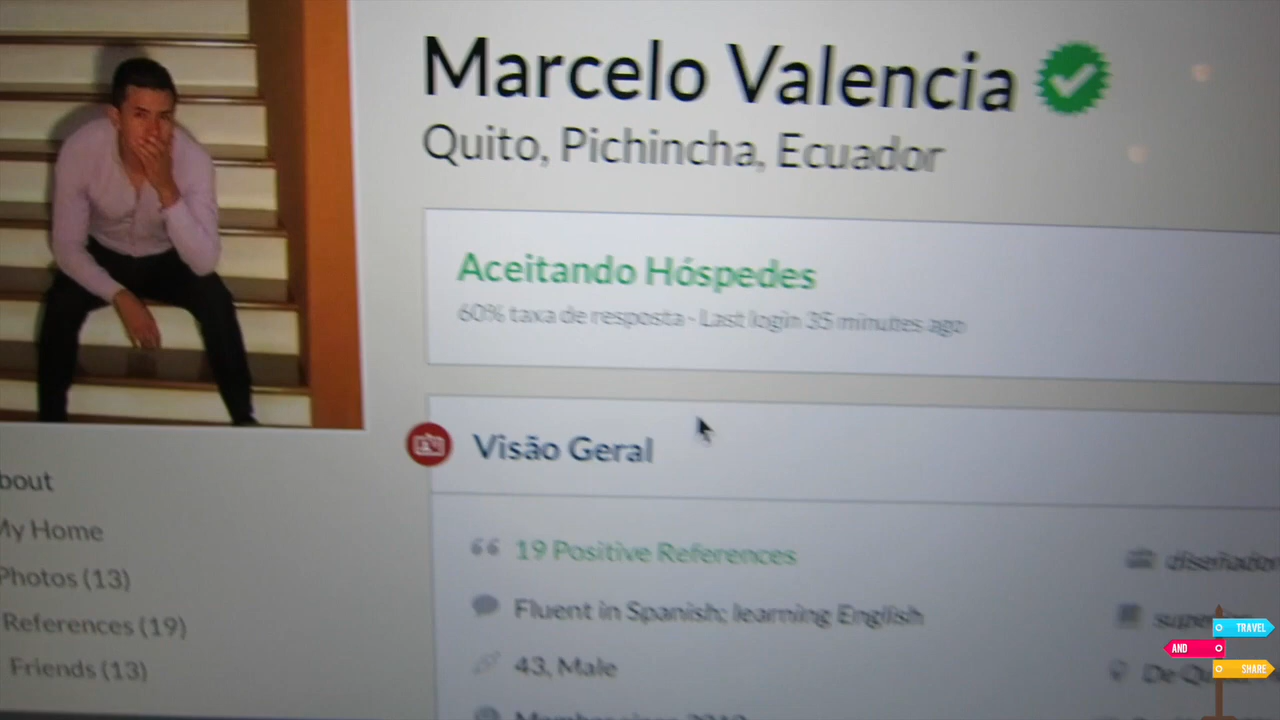 Marcelo Valencia
Quito, Pichincha, Ecuador
Aceitando Hóspedes
60% taxa de resposta - Last login 35 minutes ago
Visão Geral
bout
My Home
Photos (13)
References (19)
Friends (13)
19 Positive References
diseñador
Fluent in Spanish; learning English
43, Male
TRAVEL
AND
SHARE